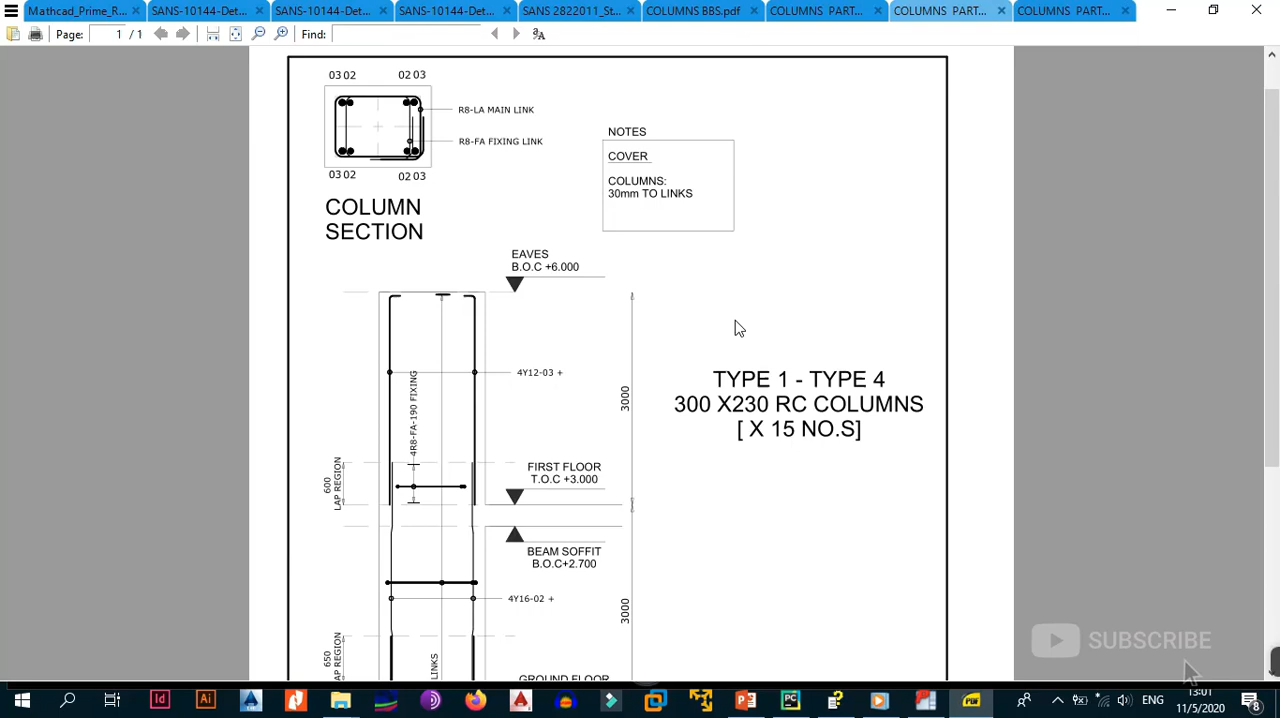 Mathcad_Prime_R...
SANS-10144-Det...
SANS-10144-Det...
SANS-10144-Det...
SANS 2822011_St...
COLUMNS BBS.pdf
COLUMNS PART...
COLUMNS PART...
COLUMNS PART...
Page: 1 / 1
Find:
03 02 02 03
R8-LA MAIN LINK
R8-FA FIXING LINK
03 02 02 03
COLUMN
SECTION
NOTES
COVER
COLUMNS:
30mm TO LINKS
EAVES
B.O.C +6.000
4Y12-03 +
4R8-FA-190 FIXING
3000
TYPE 1 - TYPE 4
300 X230 RC COLUMNS
[ X 15 NO.S]
600
LAP REGION
FIRST FLOOR
T.O.C +3.000
BEAM SOFFIT
B.O.C+2.700
4Y16-02 +
3000
650
LAP REGION
LINKS
GROUND FLOOR
SUBSCRIBE
ENG
13:01
11/5/2020
8